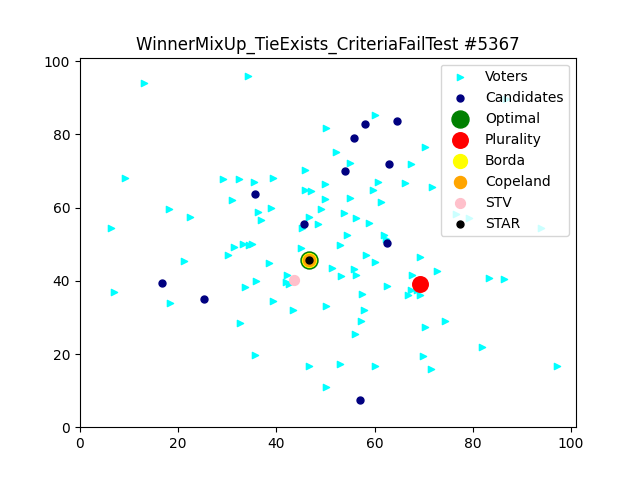 WinnerMixUp_TieExists_CriteriaFailTest #5367
100
80
60
40
20
0
0
20
40
60
80
100
Voters
Candidates
Optimal
Plurality
Borda
Copeland
STV
STAR